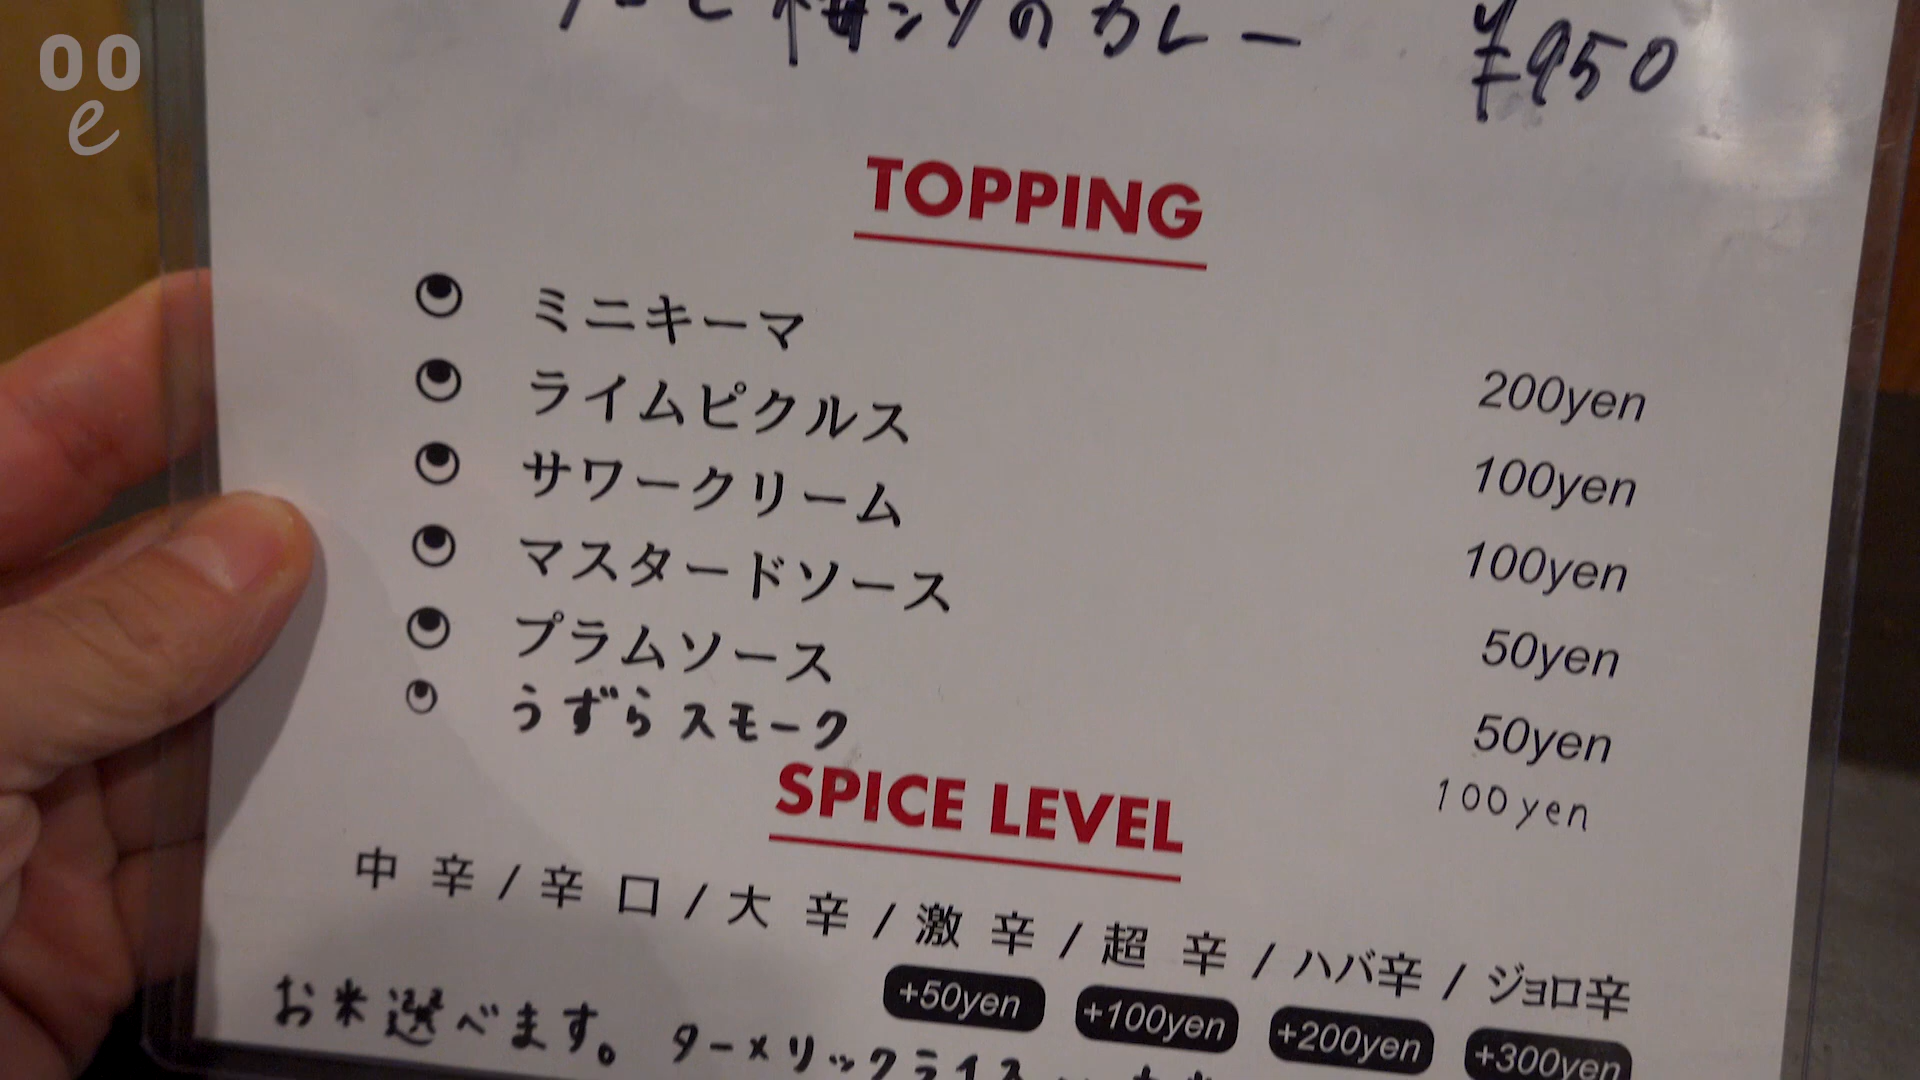 ooe
のカレー ¥950
TOPPING
ミニキーマ 200yen
ライムピクルス 100yen
サワークリーム 100yen
マスタードソース 50yen
プラムソース 50yen
うずらスモーク 100yen
SPICE LEVEL
中辛/辛口/大辛/激辛/超辛/ハバ辛/ジョロ辛
+50yen +100yen +200yen +300yen
お米選べます。ターメリックライス